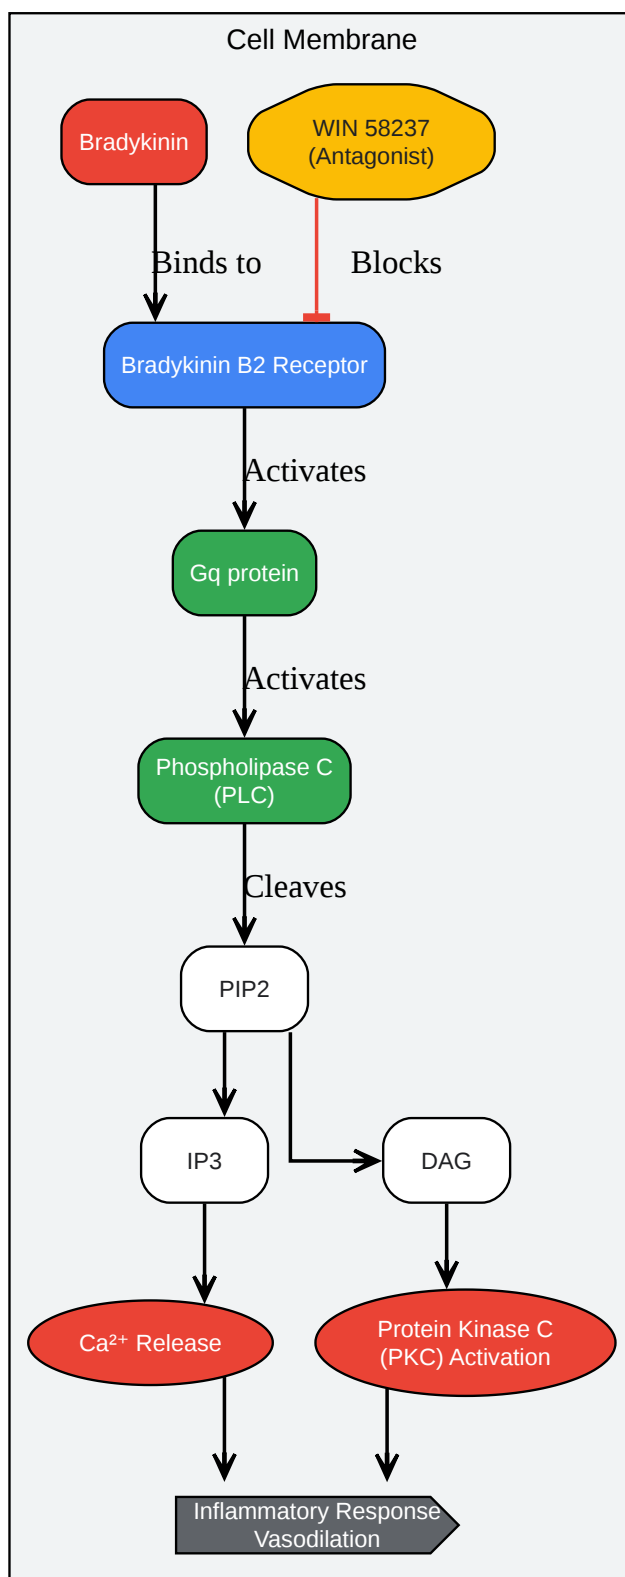 Cell Membrane
Bradykinin
WIN 58237
(Antagonist)
Binds to
Blocks
Bradykinin B2 Receptor
Activates
Gq protein
Activates
Phospholipase C
(PLC)
Cleaves
PIP2
IP3
DAG
Ca²⁺ Release
Protein Kinase C
(PKC) Activation
Inflammatory Response
Vasodilation